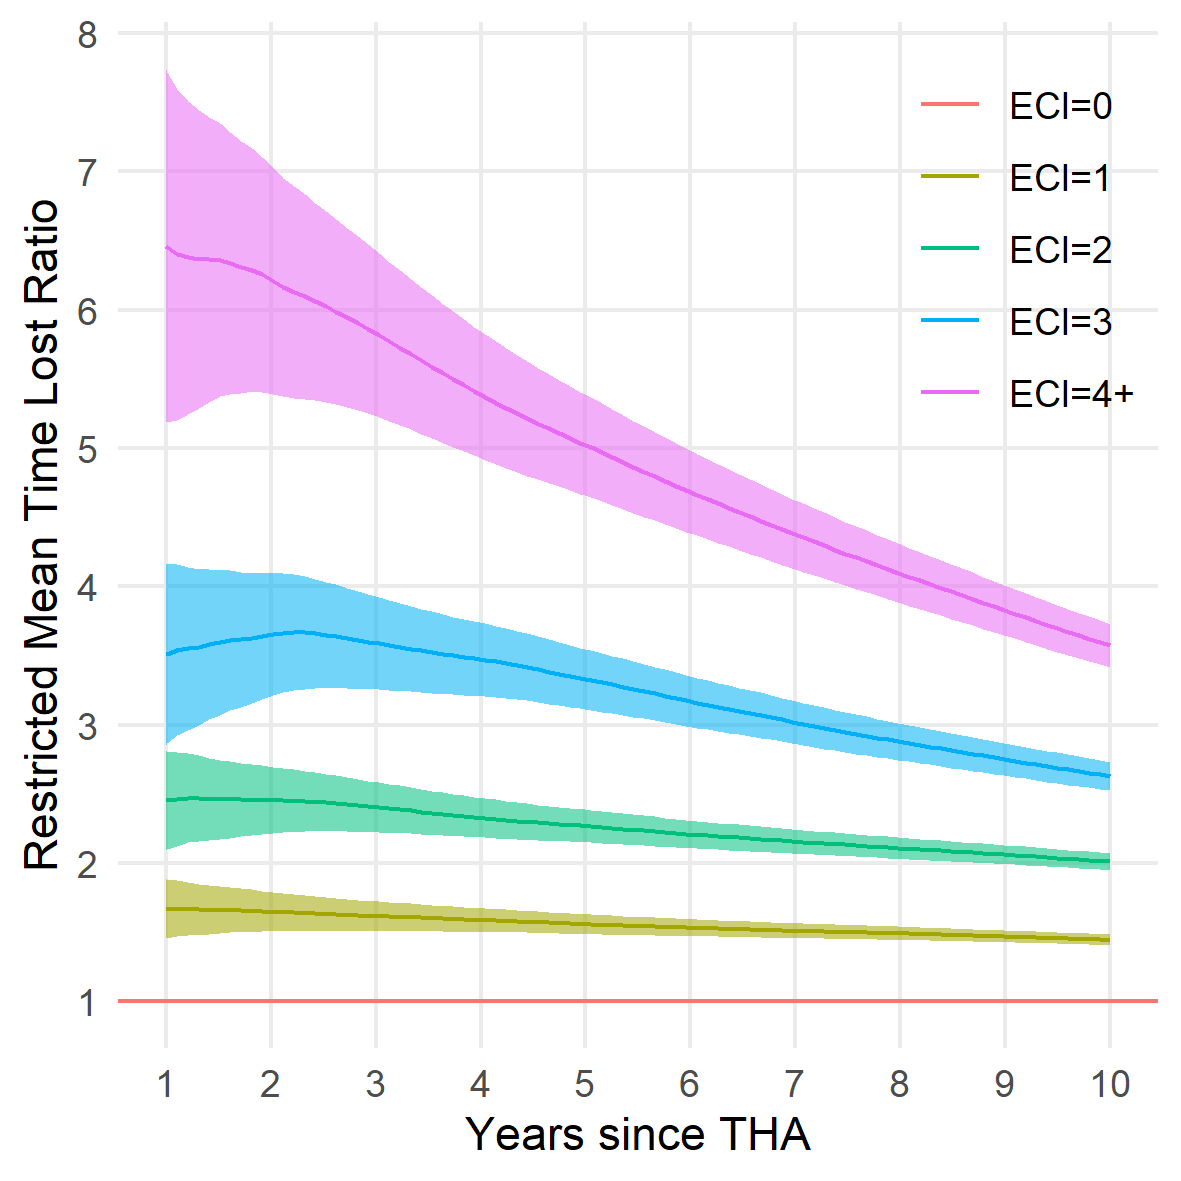 Restricted Mean Time Lost Ratio
8
7
6
5
4
3
2
1
ECI=0
ECI=1
ECI=2
ECI=3
ECI=4+
1 2 3 4 5 6 7 8 9 10
Years since THA